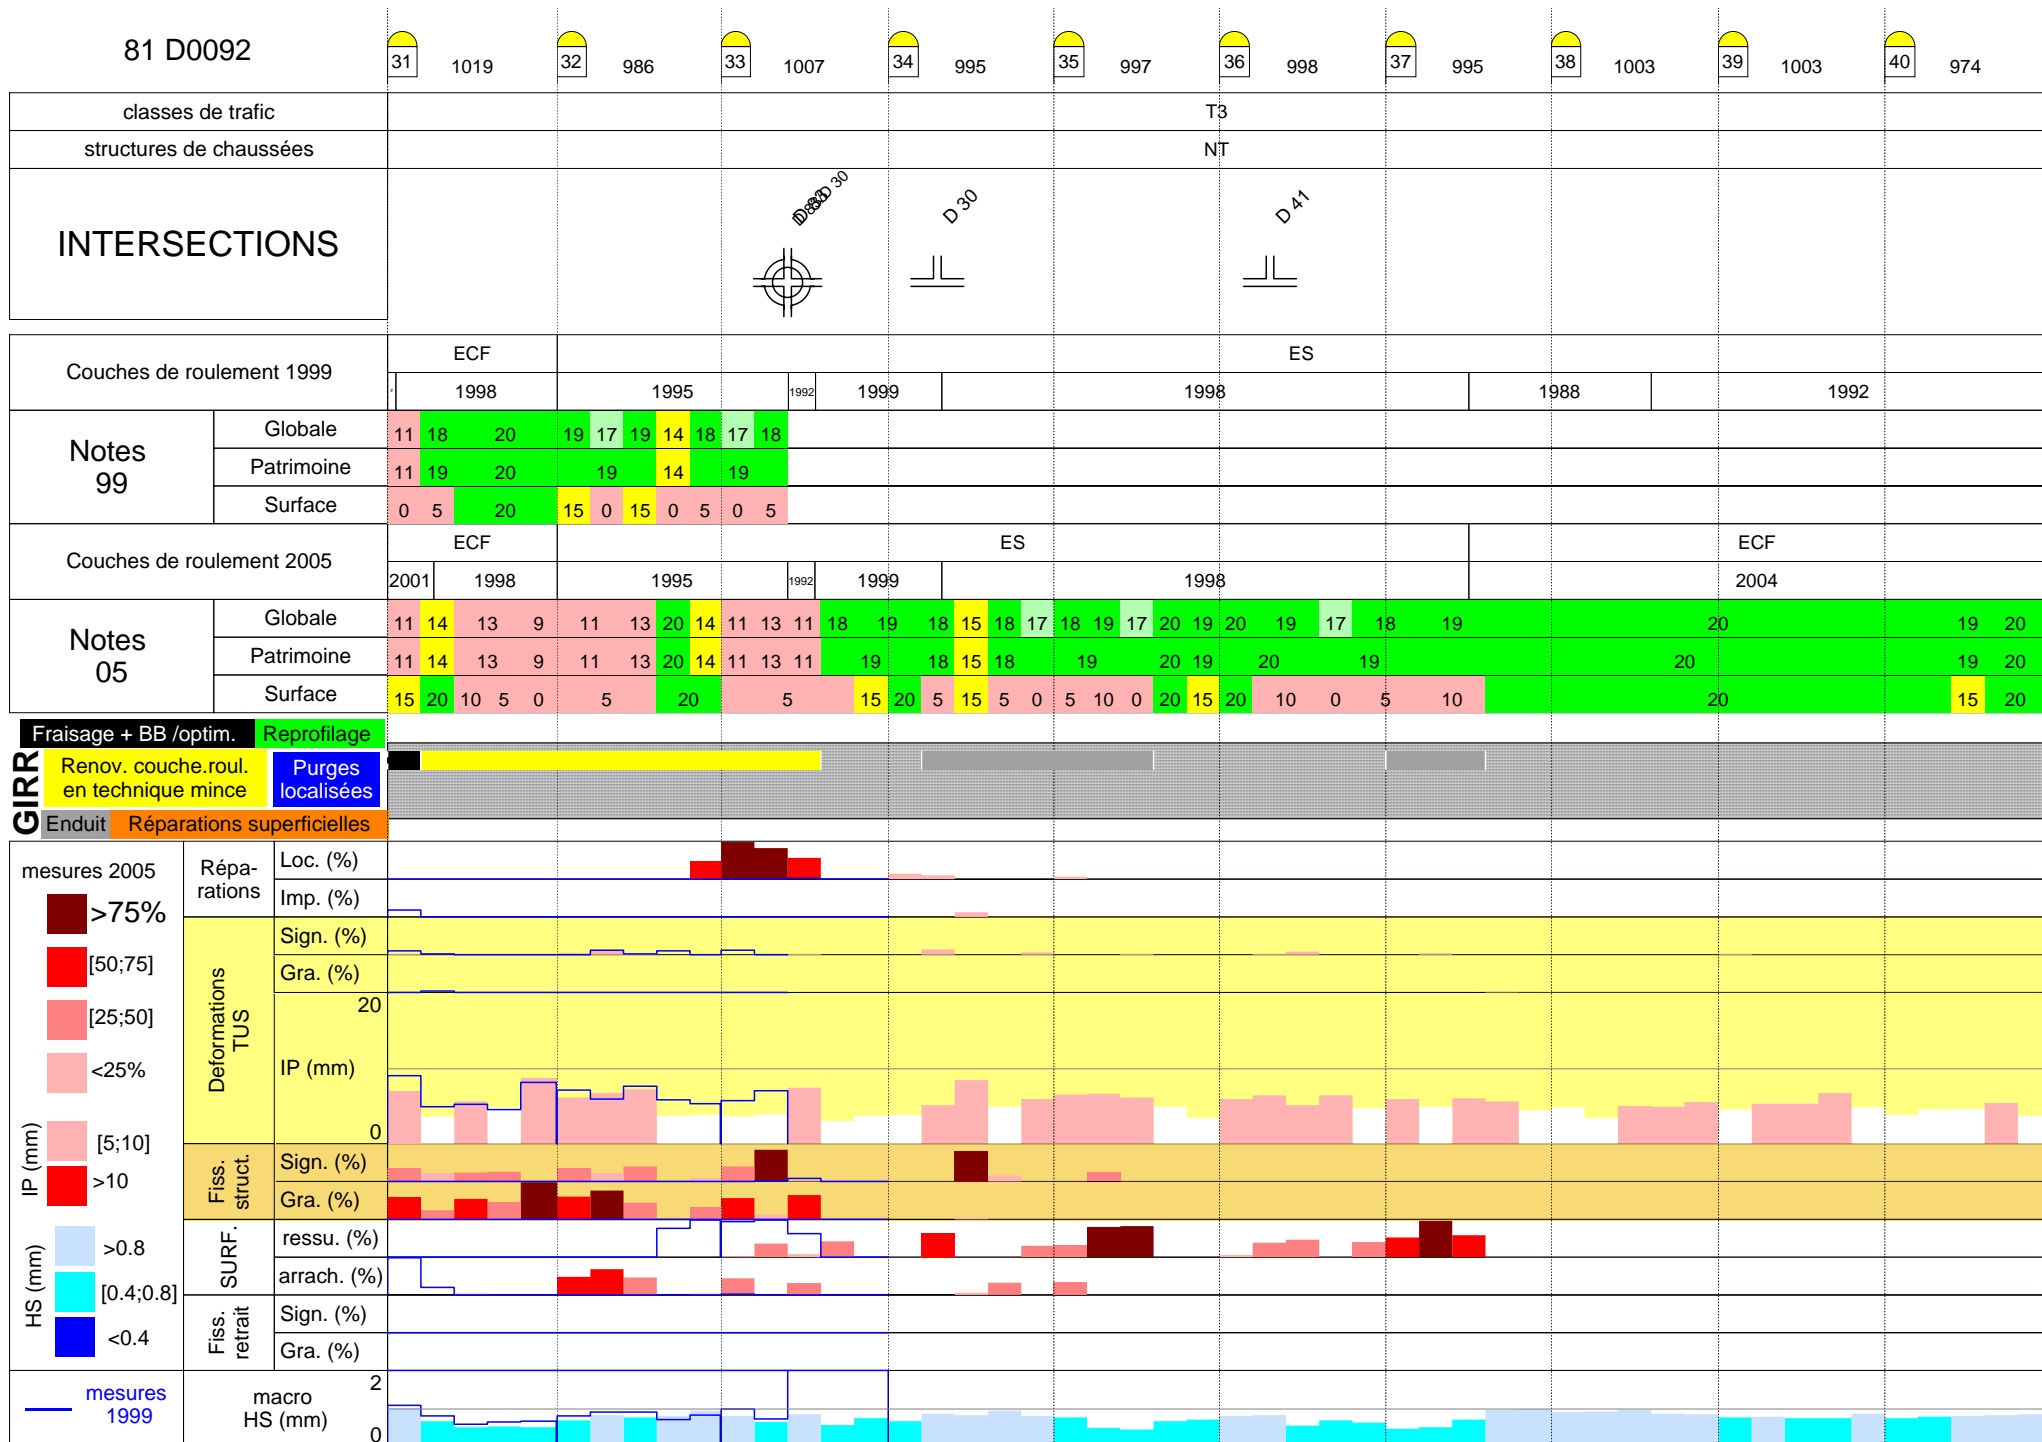 81 D0092
31 1019 32 986 33 1007 34 995 35 997 36 998 37 995 38 1003 39 1003 40 974
classes de trafic T3
structures de chaussées NT
INTERSECTIONS D 30 D 41
Couches de roulement 1999 ECF ES
1998 1995 1992 1999 1998 1988 1992
Notes 99
Globale 11 18 20 19 17 19 14 18 17 18
Patrimoine 11 19 20 19 14 19
Surface 0 5 20 15 0 15 0 5 0 5
Couches de roulement 2005 ECF ES ECF
2001 1998 1995 1992 1999 1998 2004
Notes 05
Globale 11 14 13 9 11 13 20 14 11 13 11 18 19 18 15 18 17 18 19 17 20 19 20 19 17 18 19 20 19 20
Patrimoine 11 14 13 9 11 13 20 14 11 13 11 19 18 15 18 19 20 19 20 19 20 19 20
Surface 15 20 10 5 0 5 20 5 15 20 5 15 5 0 5 10 0 20 15 20 10 0 5 10 20 15 20
GIRR
Fraisage + BB /optim. Reprofilage
Renov. couche.roul.
en technique mince
Purges
localisées
Enduit Réparations superficielles
mesures 2005
>75%
[50;75]
[25;50]
<25%
IP (mm)
[5;10]
>10
HS (mm)
>0.8
[0.4;0.8]
<0.4
mesures
1999
Répa-
rations
Loc. (%)
Imp. (%)
Deformations
TUS
Sign. (%)
Gra. (%)
20
IP (mm)
0
Fiss.
struct.
Sign. (%)
Gra. (%)
SURF.
ressu. (%)
arrach. (%)
Fiss.
retrait
Sign. (%)
Gra. (%)
macro
HS (mm)
2
0